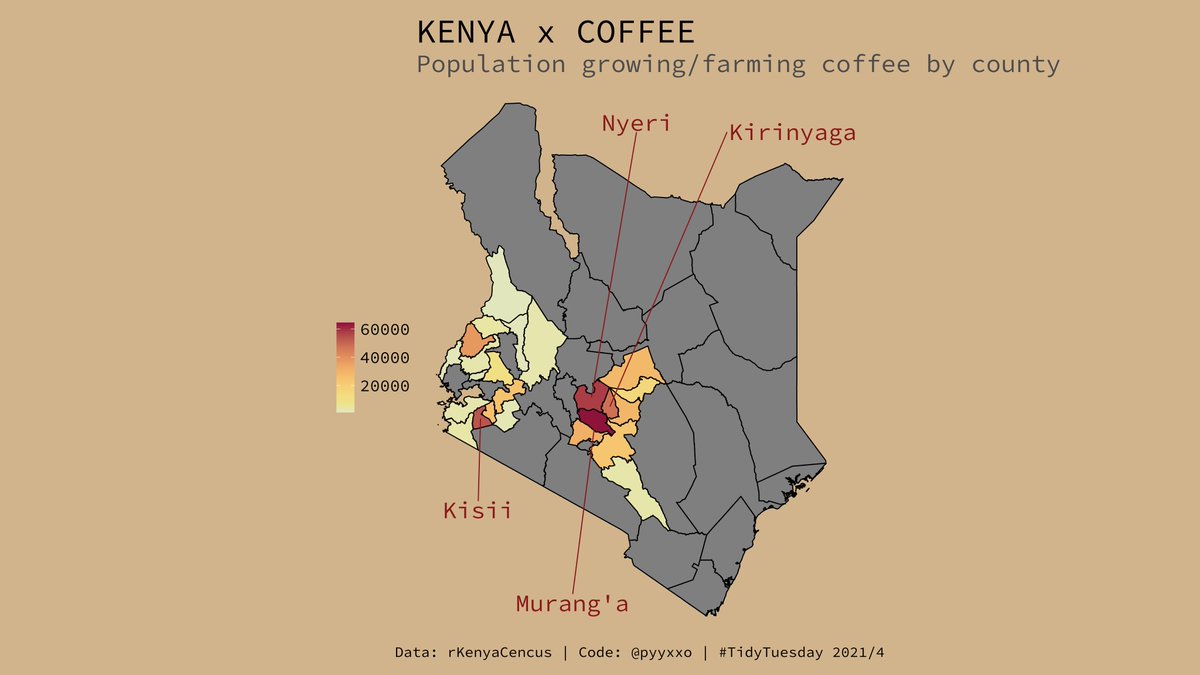 KENYA x COFFEE
Population growing/farming coffee by county
Nyeri
Kirinyaga
60000
40000
20000
Kisii
Murang'a
Data: rKenyaCencus | Code: @pyyxxo | #TidyTuesday 2021/4